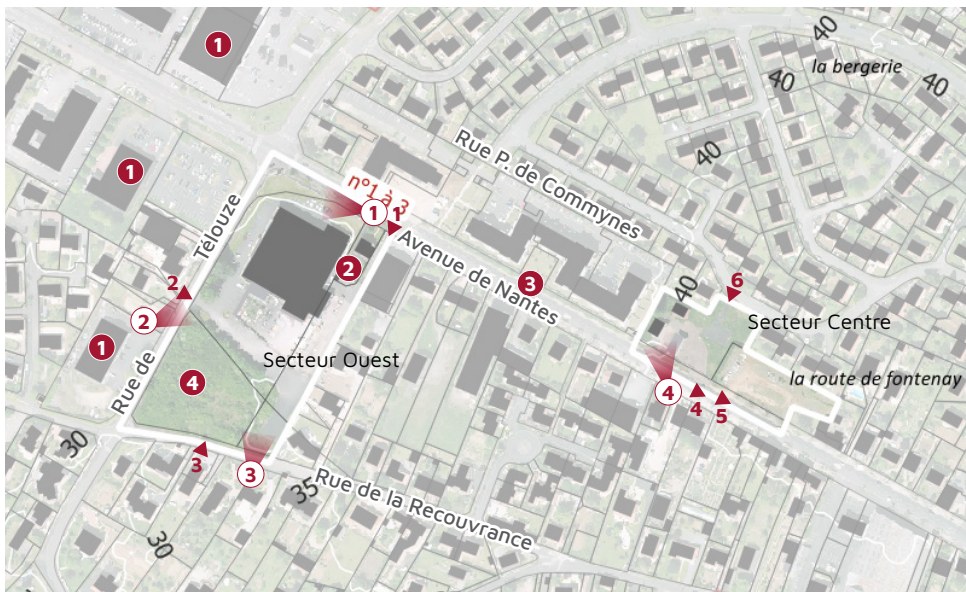 1
40
la bergerie
40
40
Rue P. de Commynes
40
1
n°1 à 3
1
1
Télouze
Avenue de Nantes
2
3
40
6
2
2
Secteur Centre
1
Secteur Ouest
Rue de
4
la route de fontenay
4
4
5
30
3
3
35
Rue de la Recouvrance
30